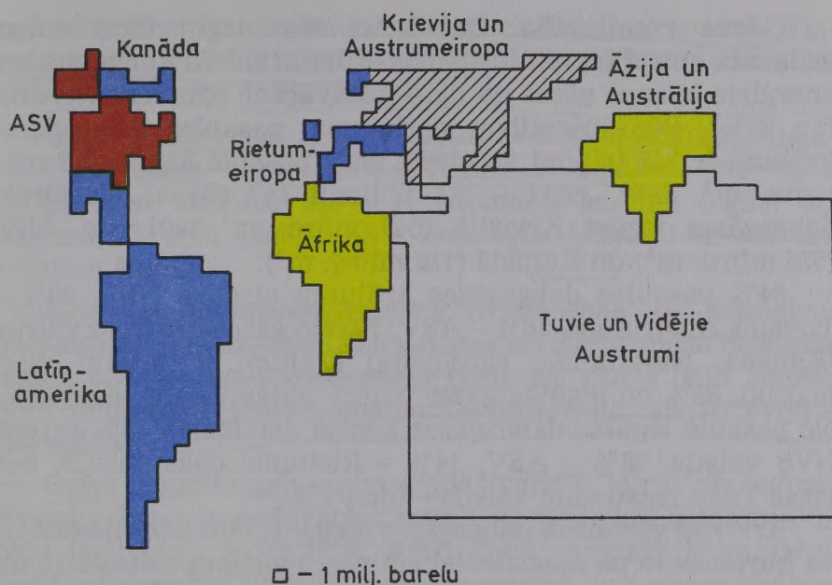 Kanāda
ASV
Latīņ-
amerika
Krievija un
Austrumeiropa
Rietum-
eiropa
Āfrika
Āzija un
Austrālija
Tuvie un Vidējie
Austrumi
□ – 1 milj. bareļu